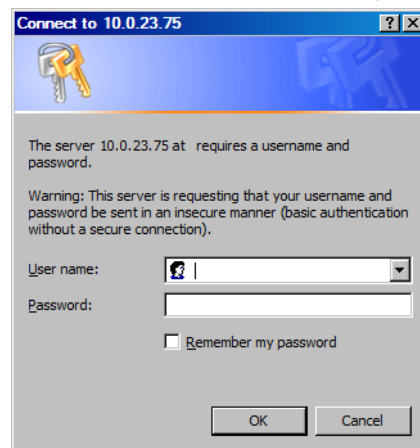 Connect to 10.0.23.75
The server 10.0.23.75 at  requires a username and
password.
Warning: This server is requesting that your username and
password be sent in an insecure manner (basic authentication
without a secure connection).
User name:
Password:
Remember my password
OK
Cancel